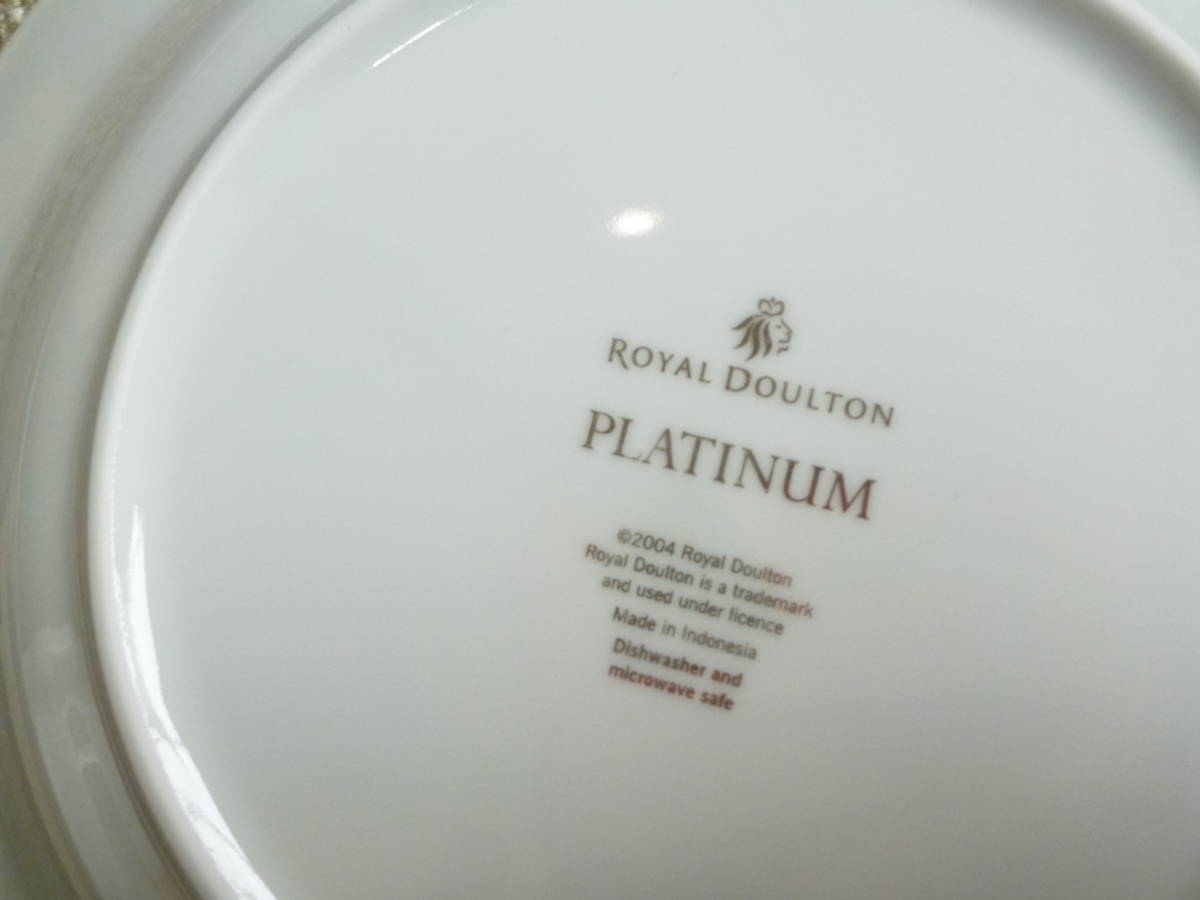 ROYAL DOULTON
PLATINUM
©2004 Royal Doulton
Royal Doulton is a trademark
and used under licence
Made in Indonesia
Dishwasher and
microwave safe